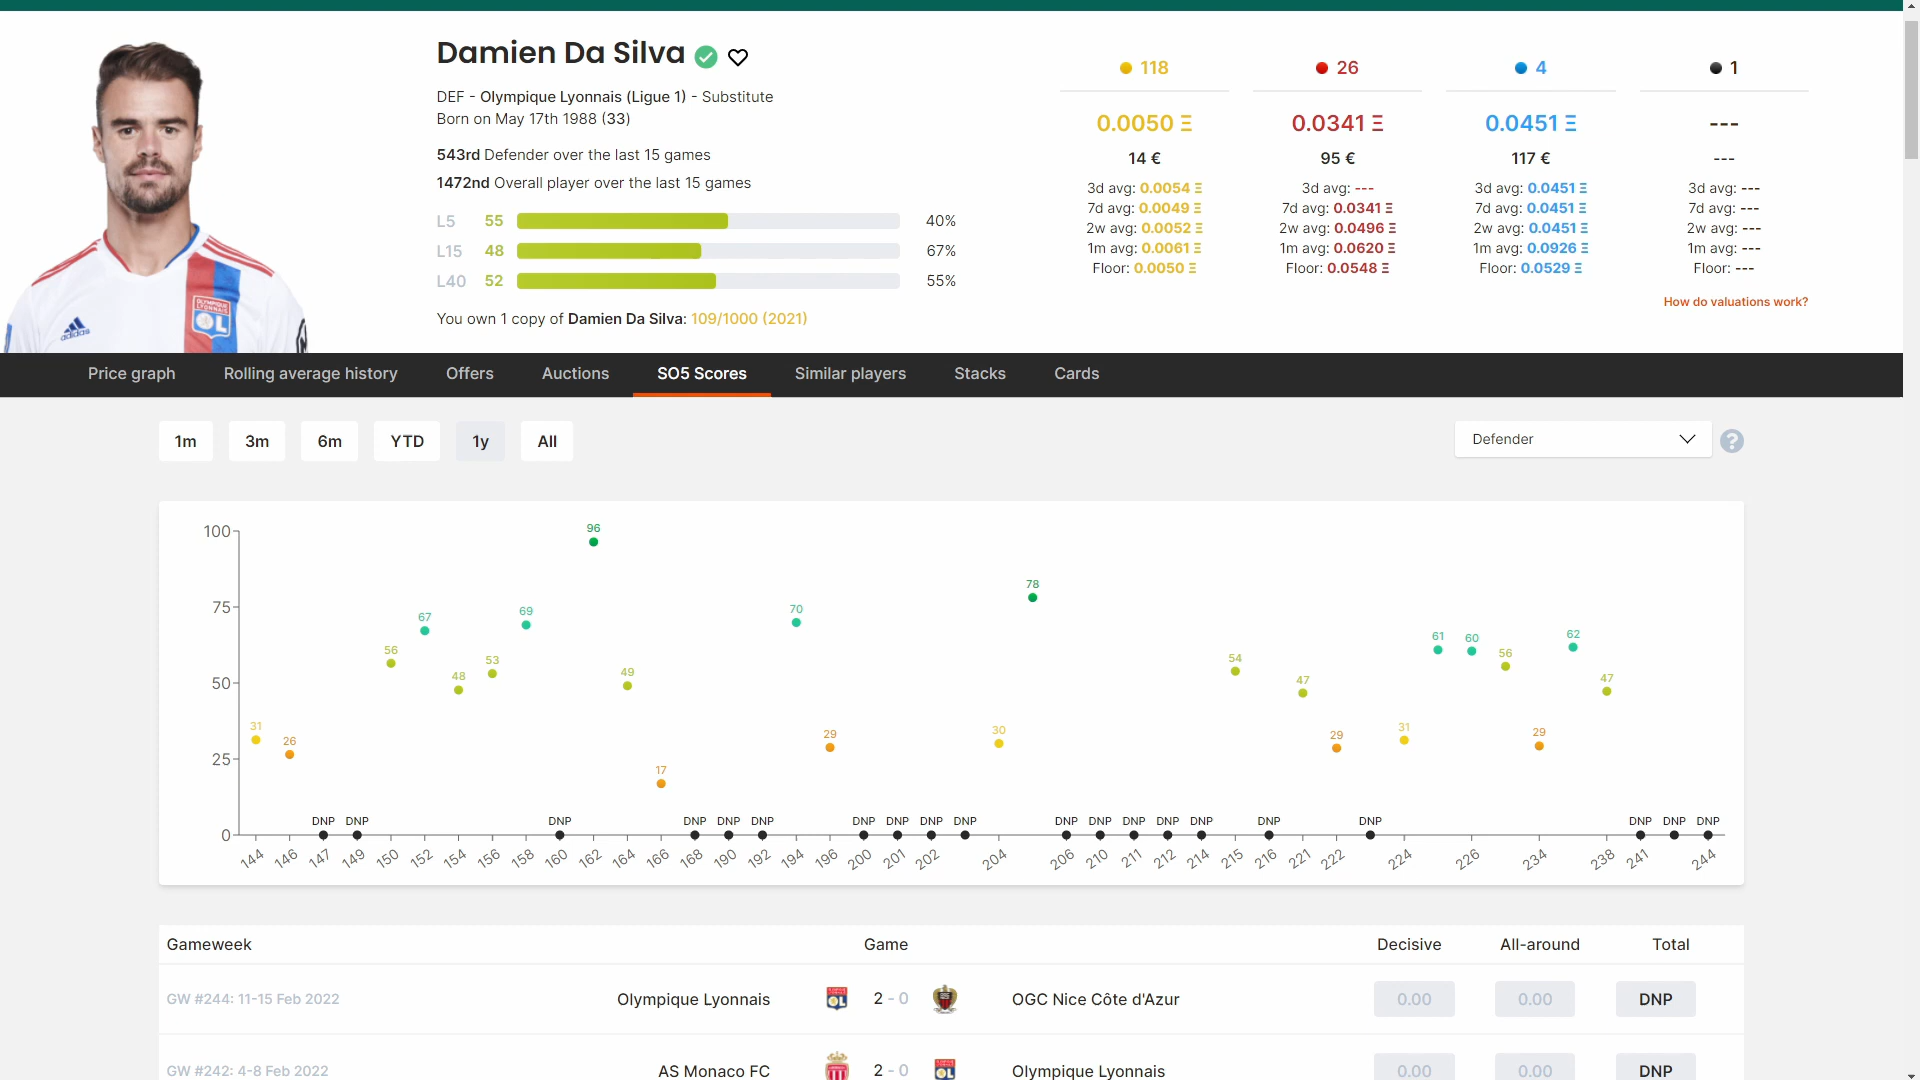 Damien Da Silva
DEF - Olympique Lyonnais (Ligue 1) - Substitute
Born on May 17th 1988 (33)
543rd Defender over the last 15 games
1472nd Overall player over the last 15 games
L5 55 40%
L15 48 67%
L40 52 55%
You own 1 copy of Damien Da Silva: 109/1000 (2021)
118 26 4 1
0.0050 Ξ 0.0341 Ξ 0.0451 Ξ ---
14 € 95 € 117 € ---
3d avg: 0.0054 Ξ 3d avg: --- 3d avg: 0.0451 Ξ 3d avg: ---
7d avg: 0.0049 Ξ 7d avg: 0.0341 Ξ 7d avg: 0.0451 Ξ 7d avg: ---
2w avg: 0.0052 Ξ 2w avg: 0.0496 Ξ 2w avg: 0.0451 Ξ 2w avg: ---
1m avg: 0.0061 Ξ 1m avg: 0.0620 Ξ 1m avg: 0.0926 Ξ 1m avg: ---
Floor: 0.0050 Ξ Floor: 0.0548 Ξ Floor: 0.0529 Ξ Floor: ---
How do valuations work?
adidas
Price graph Rolling average history Offers Auctions SO5 Scores Similar players Stacks Cards
1m 3m 6m YTD 1y All Defender ?
100
96
78
75
70
69
67
62
61 60
56 56
54
53
50
49
48
47 47 47
31 31
30
29 29 29
26
25
17
DNP DNP DNP DNP DNP DNP DNP DNP DNP DNP DNP DNP DNP DNP DNP DNP DNP DNP DNP DNP
0
144 146 147 149 150 152 154 156 158 160 162 164 166 168 190 192 194 196 200 201 202 204 206 210 211 212 214 215 216 221 222 224 226 234 238 241 244
Gameweek Game Decisive All-around Total
GW #244: 11-15 Feb 2022 Olympique Lyonnais 2 - 0 OGC Nice Côte d'Azur 0.00 0.00 DNP
GW #242: 4-8 Feb 2022 AS Monaco FC 2 - 0 Olympique Lyonnais 0.00 0.00 DNP